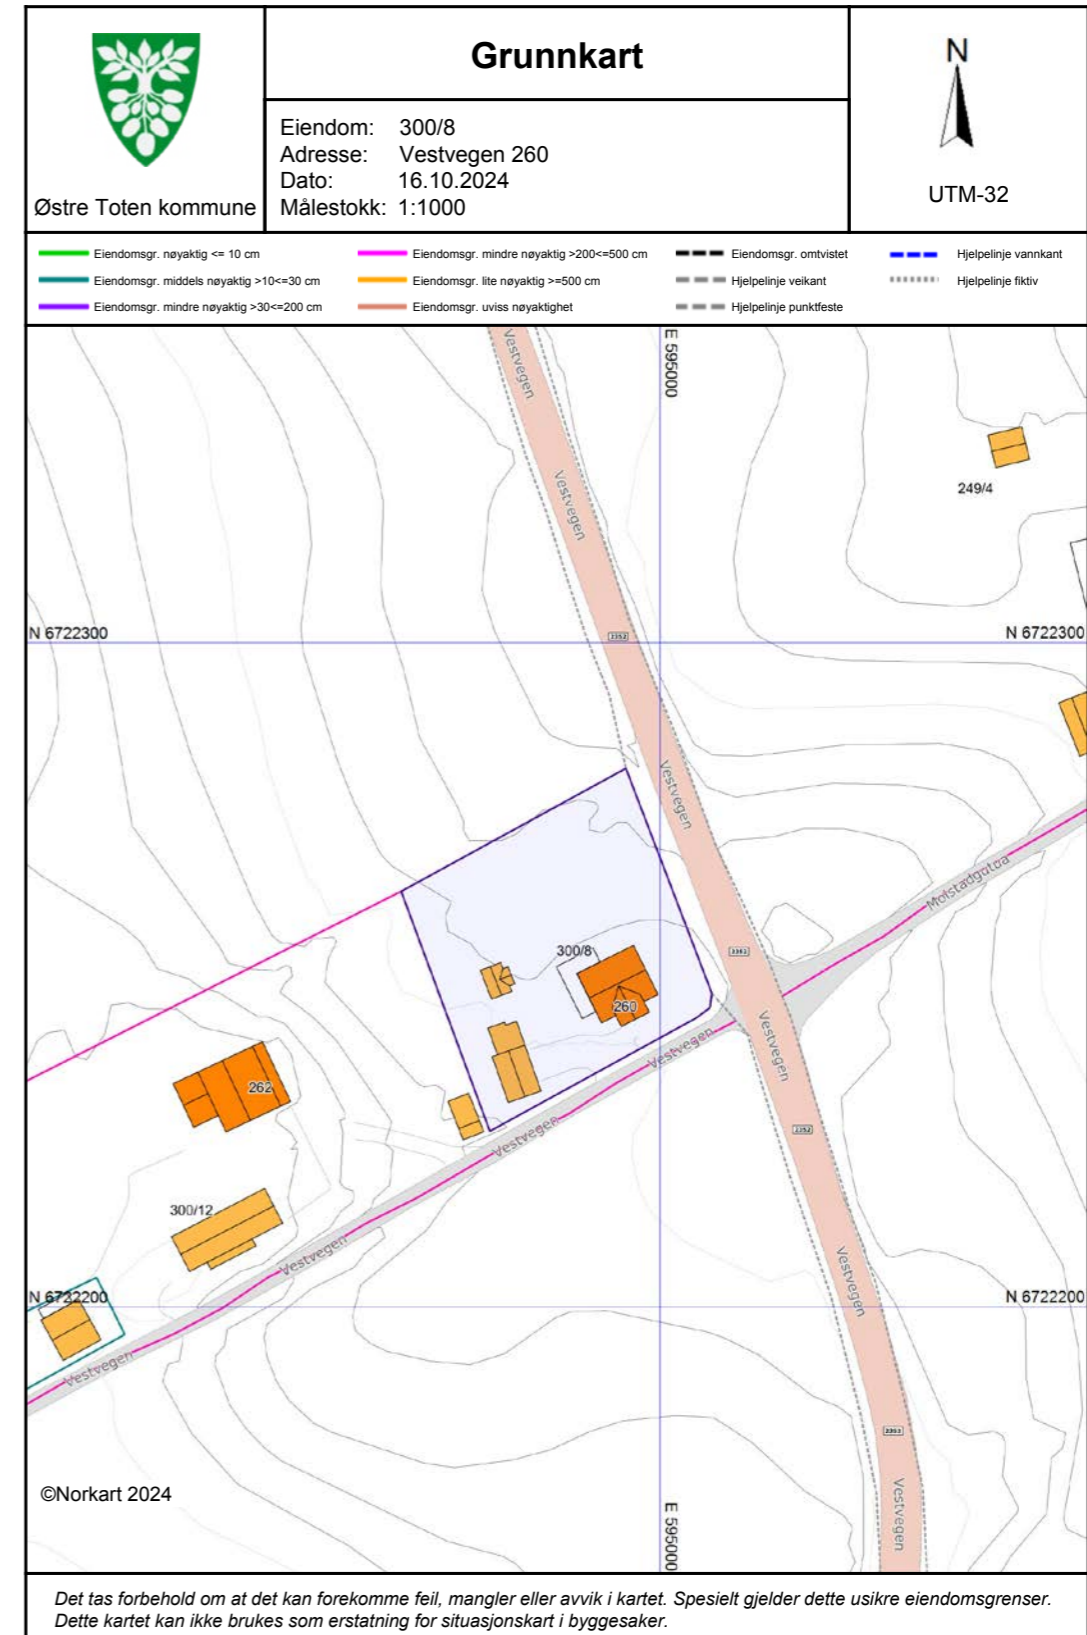 Grunnkart
Eiendom: 300/8
Adresse: Vestvegen 260
Dato: 16.10.2024
Målestokk: 1:1000
Østre Toten kommune
N
UTM-32
Eiendomsgr. nøyaktig <= 10 cm
Eiendomsgr. middels nøyaktig >10<=30 cm
Eiendomsgr. mindre nøyaktig >30<=200 cm
Eiendomsgr. mindre nøyaktig >200<=500 cm
Eiendomsgr. lite nøyaktig >=500 cm
Eiendomsgr. uviss nøyaktighet
Eiendomsgr. omtvistet
Hjelpelinje veikant
Hjelpelinje punktfeste
Hjelpelinje vannkant
Hjelpelinje fiktiv
Vestvegen
E 595000
Vestvegen
249/4
N 6722300
2352
N 6722300
Vestvegen
Molstadgutua
300/8
2352
260
Vestvegen
Vestvegen
262
Vestvegen
2352
300/12
Vestvegen
Vestvegen
N 6722200
N 6722200
Vestvegen
2352
©Norkart 2024
Vestvegen
E 595000
Det tas forbehold om at det kan forekomme feil, mangler eller avvik i kartet. Spesielt gjelder dette usikre eiendomsgrenser.
Dette kartet kan ikke brukes som erstatning for situasjonskart i byggesaker.